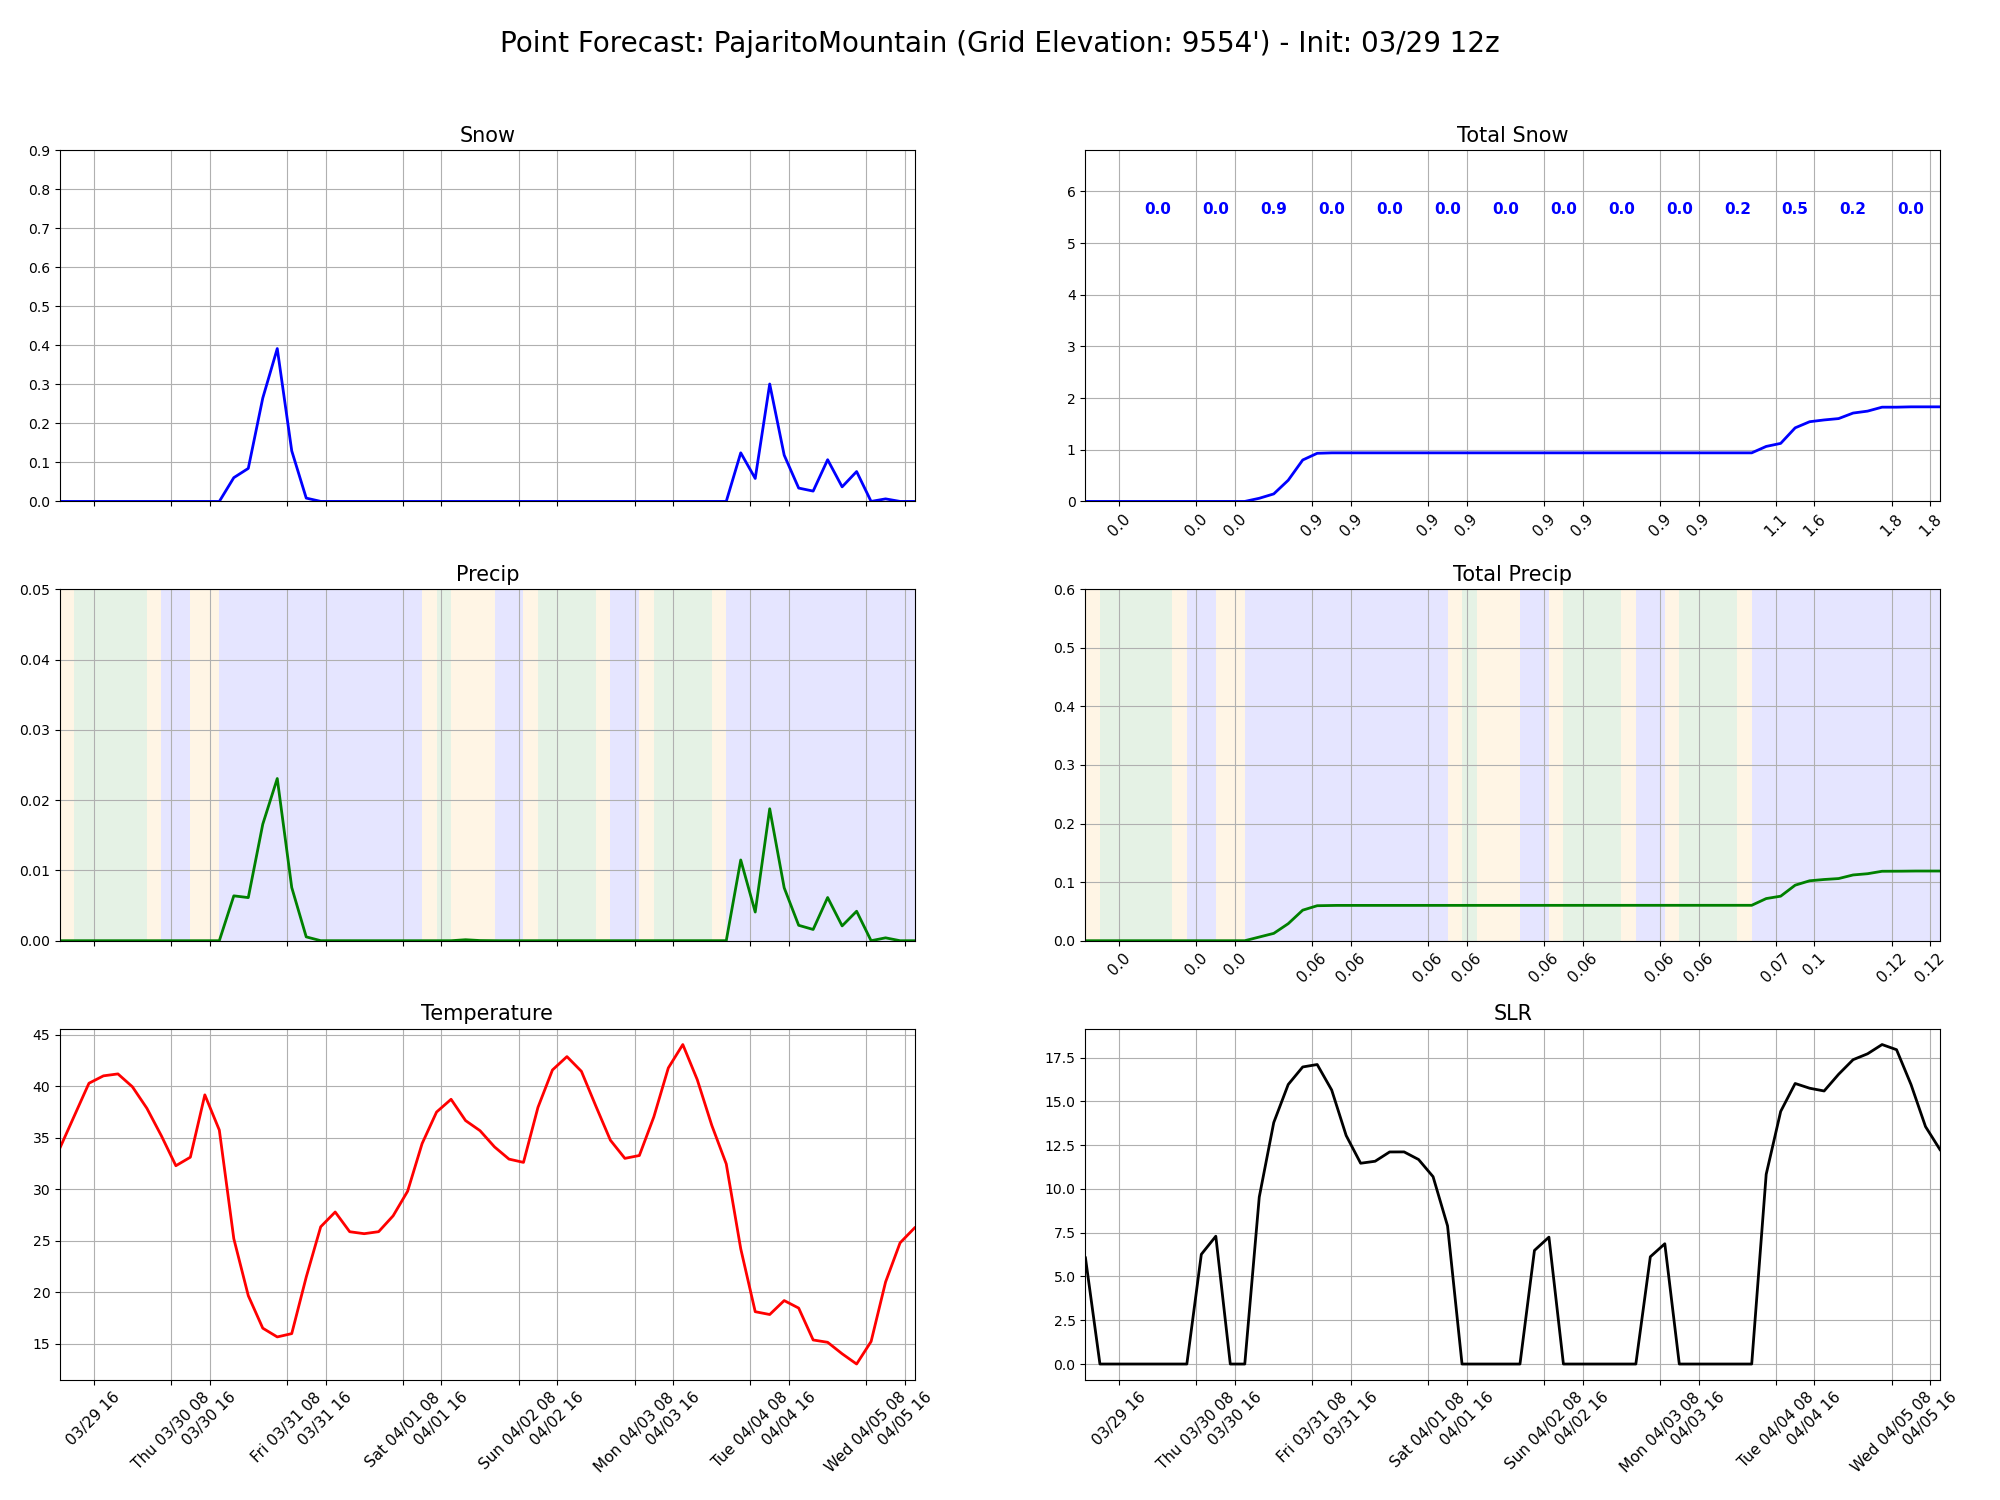 Point Forecast: PajaritoMountain (Grid Elevation: 9554') - Init: 03/29 12z
Snow
0.9
0.8
0.7
0.6
0.5
0.4
0.3
0.2
0.1
0.0
Total Snow
6
5
4
3
2
1
0
0.0 0.0 0.9 0.0 0.0 0.0 0.0 0.0 0.0 0.0 0.2 0.5 0.2 0.0
0.0 0.0 0.0 0.9 0.9 0.9 0.9 0.9 0.9 0.9 0.9 1.1 1.6 1.8 1.8
Precip
0.05
0.04
0.03
0.02
0.01
0.00
Total Precip
0.6
0.5
0.4
0.3
0.2
0.1
0.0
0.0 0.0 0.0 0.06 0.06 0.06 0.06 0.06 0.06 0.06 0.06 0.07 0.1 0.12 0.12
Temperature
45
40
35
30
25
20
15
03/29 16
Thu 03/30 08
03/30 16
Fri 03/31 08
03/31 16
Sat 04/01 08
04/01 16
Sun 04/02 08
04/02 16
Mon 04/03 08
04/03 16
Tue 04/04 08
04/04 16
Wed 04/05 08
04/05 16
SLR
17.5
15.0
12.5
10.0
7.5
5.0
2.5
0.0
03/29 16
Thu 03/30 08
03/30 16
Fri 03/31 08
03/31 16
Sat 04/01 08
04/01 16
Sun 04/02 08
04/02 16
Mon 04/03 08
04/03 16
Tue 04/04 08
04/04 16
Wed 04/05 08
04/05 16